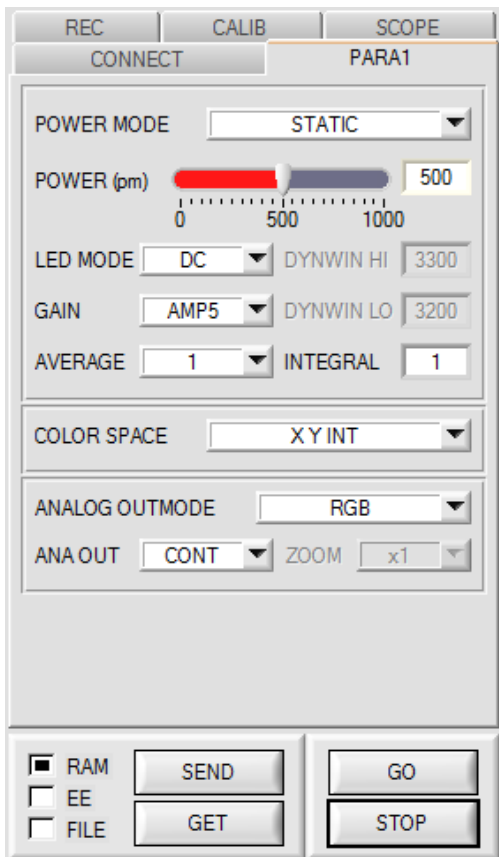 REC CALIB SCOPE
CONNECT PARA1
POWER MODE STATIC
POWER (pm) 500
0 500 1000
LED MODE DC DYNWIN HI 3300
GAIN AMP5 DYNWIN LO 3200
AVERAGE 1 INTEGRAL 1
COLOR SPACE X Y INT
ANALOG OUTMODE RGB
ANA OUT CONT ZOOM x1
RAM SEND GO
EE
FILE GET STOP